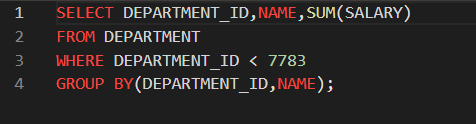 1 SELECT DEPARTMENT_ID,NAME,SUM(SALARY)
2 FROM DEPARTMENT
3 WHERE DEPARTMENT_ID < 7783
4 GROUP BY(DEPARTMENT_ID,NAME);